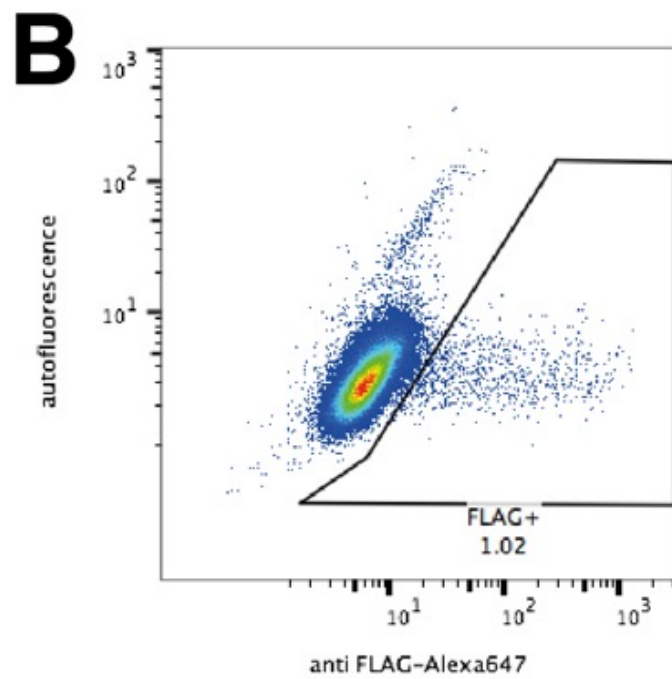 B
10³
10²
10¹
autofluorescence
FLAG+
1.02
10¹ 10² 10³
anti FLAG-Alexa647